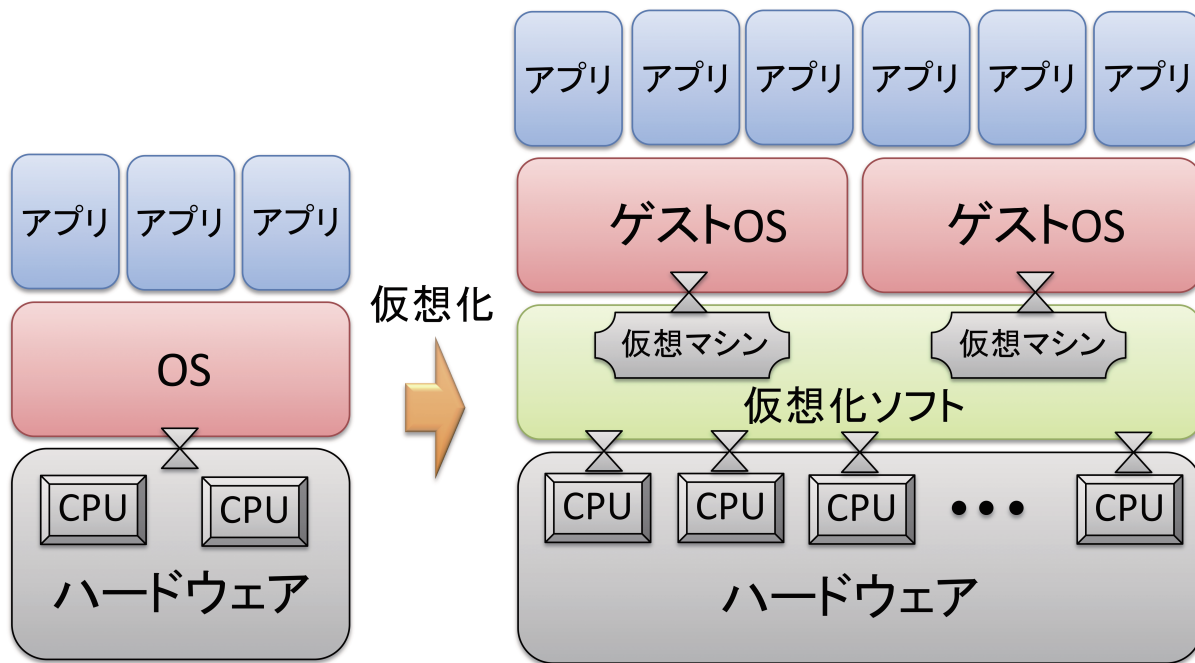 アプリ
アプリ
アプリ
OS
CPU
CPU
ハードウェア
仮想化
アプリ
アプリ
アプリ
アプリ
アプリ
アプリ
ゲストOS
ゲストOS
仮想マシン
仮想マシン
仮想化ソフト
CPU
CPU
CPU
•••
CPU
ハードウェア